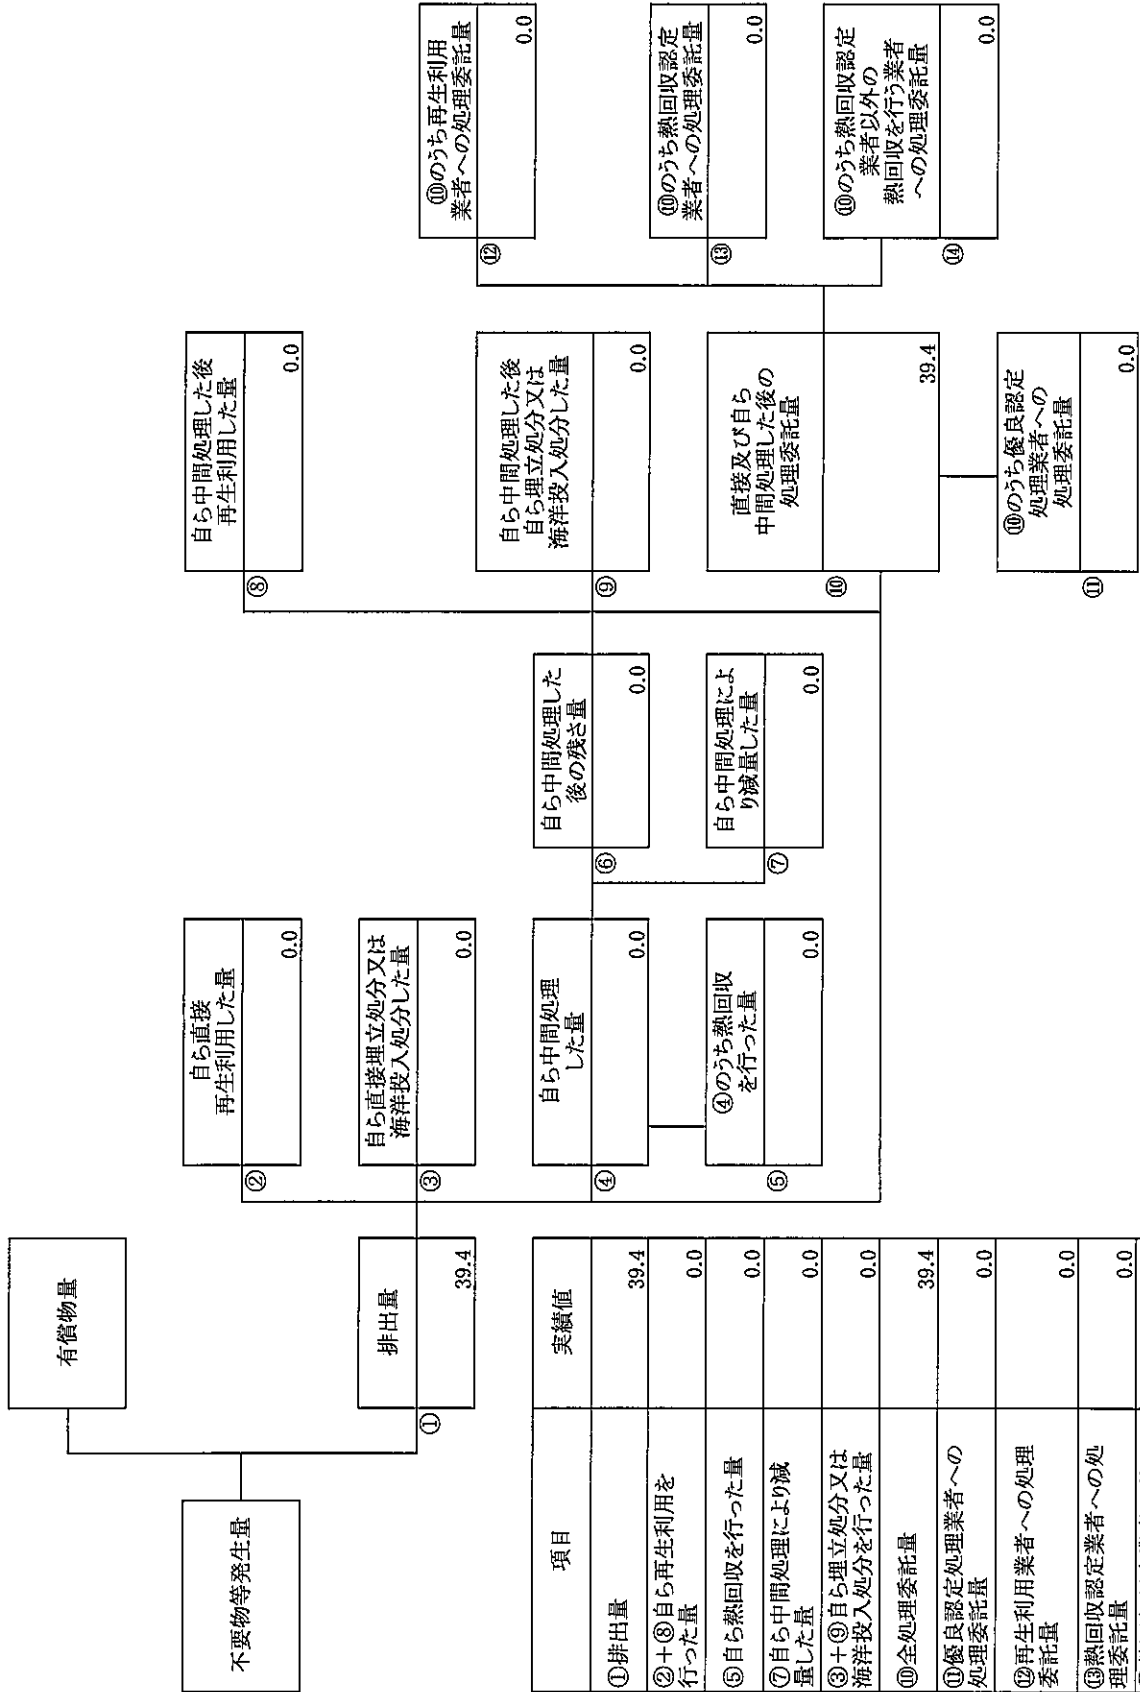 不要物等発生量
有償物量
排出量
①
39.4
自ら直接
再生利用した量
②
0.0
自ら直接埋立処分又は
海洋投入処分した量
③
0.0
自ら中間処理
した量
④
0.0
④のうち熱回収
を行った量
⑤
0.0
自ら中間処理した
後の残さ量
⑥
0.0
自ら中間処理によ
り減量した量
⑦
0.0
自ら中間処理した後
再生利用した量
⑧
0.0
自ら中間処理した後
自ら埋立処分又は
海洋投入処分した量
⑨
0.0
直接及び自ら
中間処理した後の
処理委託量
⑩
39.4
⑩のうち優良認定
処理業者への
処理委託量
⑪
0.0
⑩のうち再生利用
業者への処理委託量
⑫
0.0
⑩のうち熱回収認定
業者への処理委託量
⑬
0.0
⑩のうち熱回収認定
業者以外の
熱回収を行う業者
への処理委託量
⑭
0.0
項目 実績値
①排出量 39.4
②+⑧自ら再生利用を
行った量 0.0
⑤自ら熱回収を行った量 0.0
⑦自ら中間処理により減
量した量 0.0
③+⑨自ら埋立処分又は
海洋投入処分を行った量 0.0
⑩全処理委託量 39.4
⑪優良認定処理業者への
処理委託量 0.0
⑫再生利用業者への処理
委託量 0.0
⑬熱回収認定業者への処
理委託量 0.0